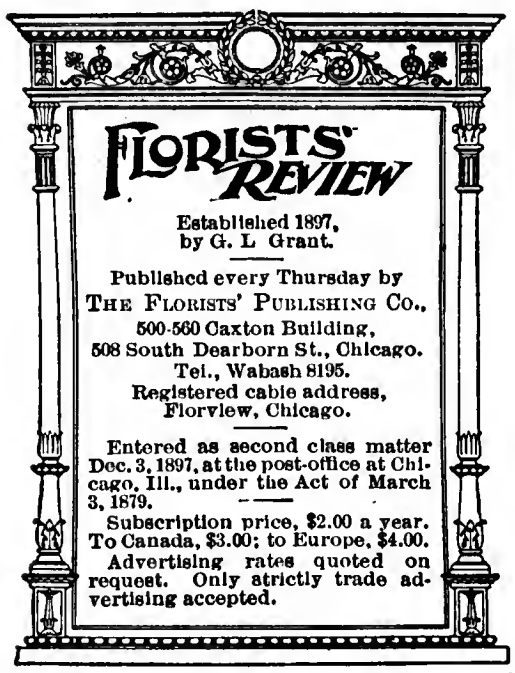 FLORISTS'
REVIEW
Established 1897,
by G. L Grant.
Published every Thursday by
THE FLORISTS' PUBLISHING CO.,
500-560 Caxton Building,
508 South Dearborn St., Chicago.
Tel., Wabash 8195.
Registered cable address,
Florview, Chicago.
Entered as second class matter
Dec. 3, 1897, at the post-office at Chi-
cago. Ill., under the Act of March
3, 1879.
Subscription price, $2.00 a year.
To Canada, $3.00; to Europe, $4.00.
Advertising rates quoted on
request. Only strictly trade ad-
vertising accepted.